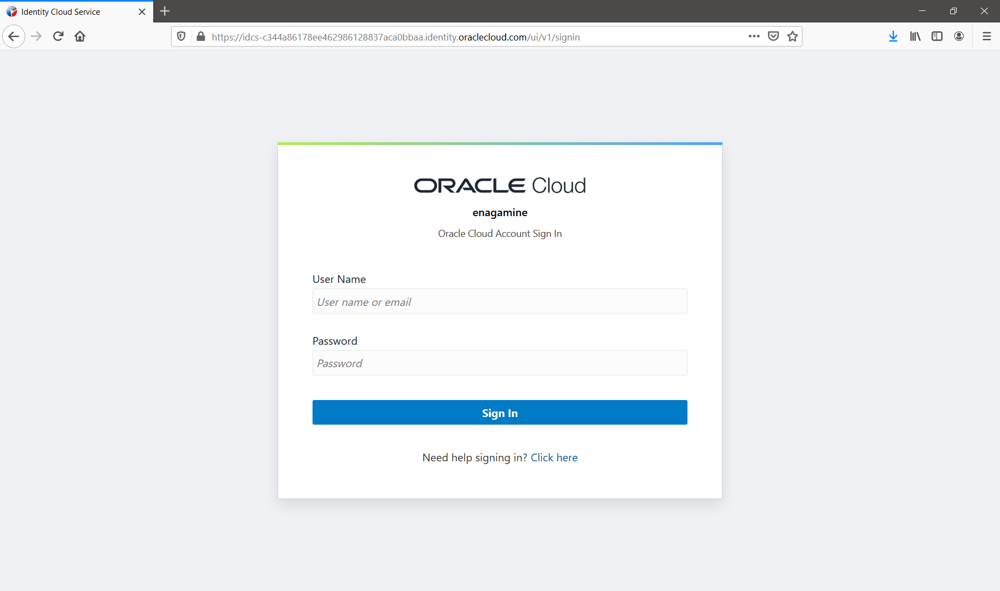 Identity Cloud Service
https://idcs-c344a86178ee462986128837aca0bbaa.identity.oraclecloud.com/ui/v1/signin
ORACLE Cloud
enagamine
Oracle Cloud Account Sign In
User Name
User name or email
Password
Password
Sign In
Need help signing in? Click here